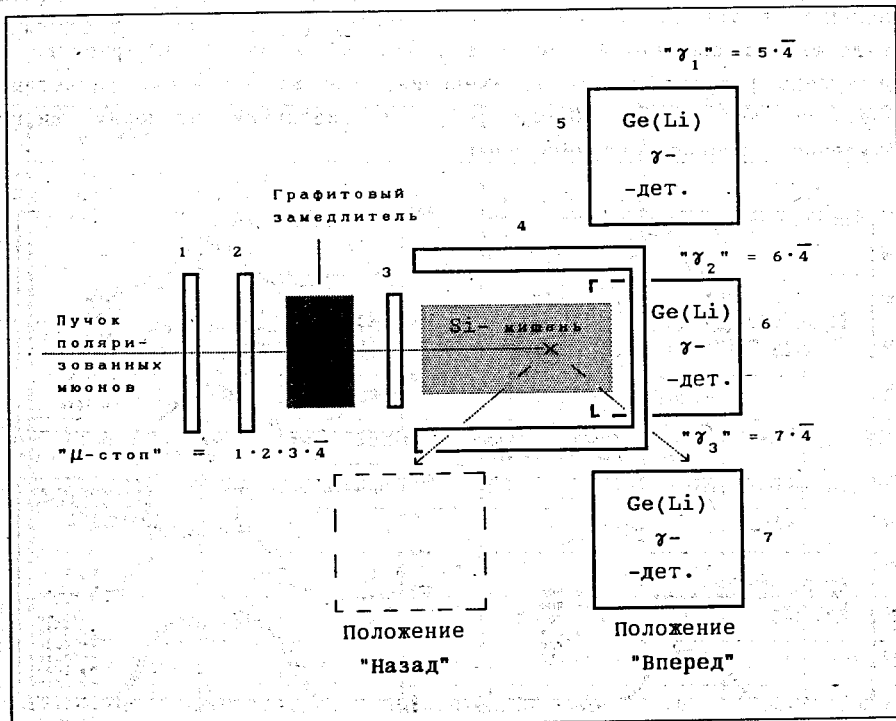 "γ₁" = 5·4̅
5
Ge(Li)
γ-
-дет.
Графитовый
замедлитель
4
1
2
3
"γ₂" = 6·4̅
Пучок
поляри-
зованных
мюонов
Si- мишень
Ge(Li)
γ-
-дет.
6
"μ-стоп" = 1·2·3·4̅
"γ₃" = 7·4̅
Ge(Li)
γ-
-дет.
7
Положение
"Назад"
Положение
"Вперед"